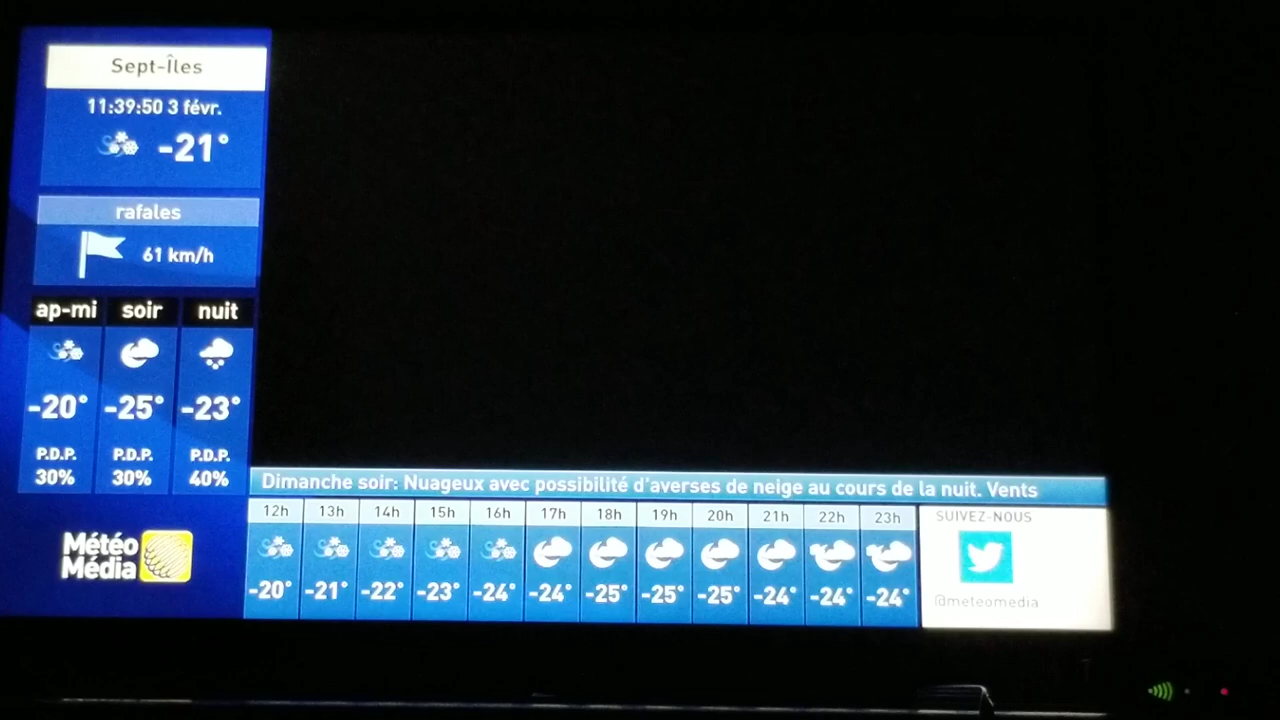 Sept-Îles
11:39:50 3 févr.
-21°
rafales
61 km/h
ap-mi soir nuit
-20° -25° -23°
P.D.P. P.D.P. P.D.P.
30% 30% 40%
Météo
Média
Dimanche soir: Nuageux avec possibilité d'averses de neige au cours de la nuit. Vents
12h 13h 14h 15h 16h 17h 18h 19h 20h 21h 22h 23h
-20° -21° -22° -23° -24° -24° -25° -25° -25° -24° -24° -24°
SUIVEZ-NOUS
@meteomedia